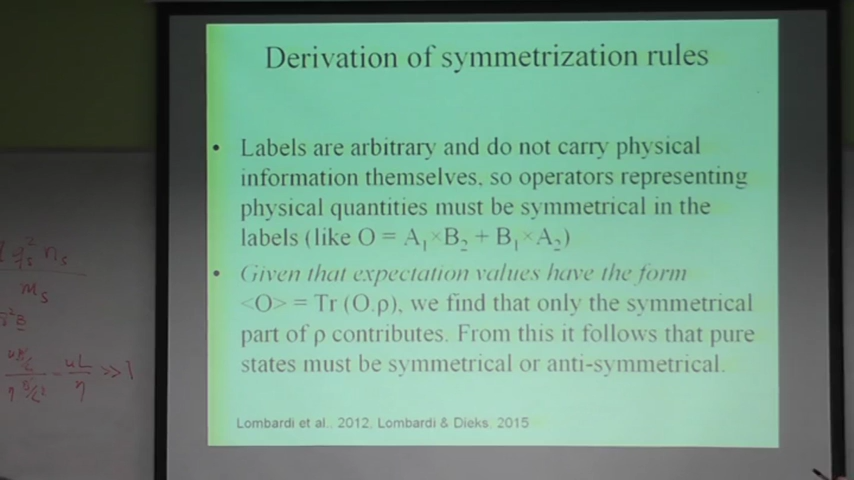 Derivation of symmetrization rules
• Labels are arbitrary and do not carry physical
information themselves, so operators representing
physical quantities must be symmetrical in the
labels (like O = A₁×B₂ + B₁×A₂)
• Given that expectation values have the form
<O> = Tr (O.ρ), we find that only the symmetrical
part of ρ contributes. From this it follows that pure
states must be symmetrical or anti-symmetrical.
Lombardi et al., 2012, Lombardi & Dieks, 2015
mₛ
= uL/η >>1